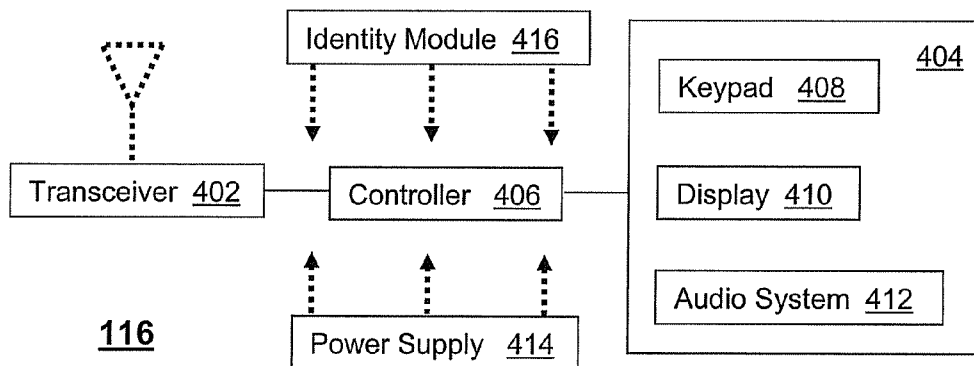 Identity Module 416
404
Keypad 408
Transceiver 402
Controller 406
Display 410
Audio System 412
116
Power Supply 414